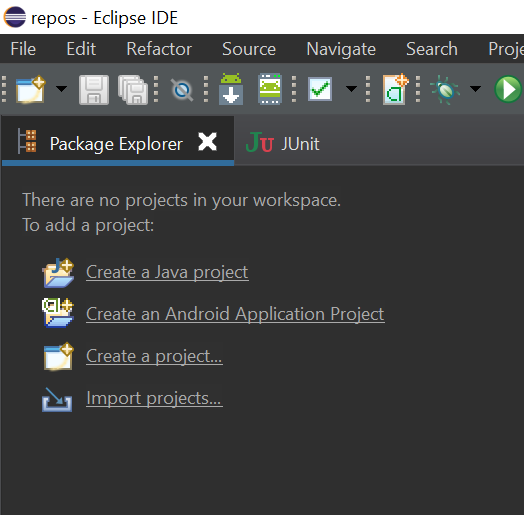 repos - Eclipse IDE
File Edit Refactor Source Navigate Search Proje
Package Explorer JUnit
There are no projects in your workspace.
To add a project:
Create a Java project
Create an Android Application Project
Create a project...
Import projects...